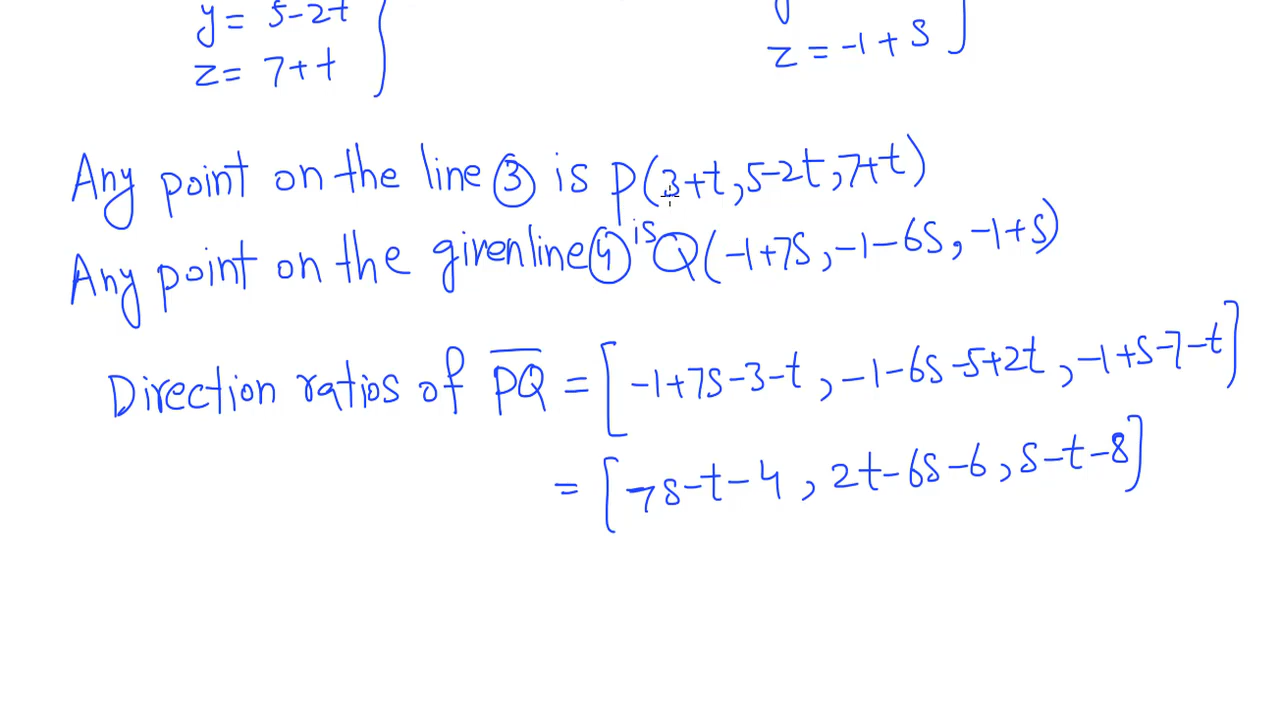 y = 5-2t
z = 7+t
z = -1+s
Any point on the line ③ is P(3+t, 5-2t, 7+t)
Any point on the given line ④ is Q(-1+7s, -1-6s, -1+s)
Direction ratios of P̅Q̅ = [-1+7s-3-t, -1-6s-5+2t, -1+s-7-t]
= [7s-t-4, 2t-6s-6, s-t-8]